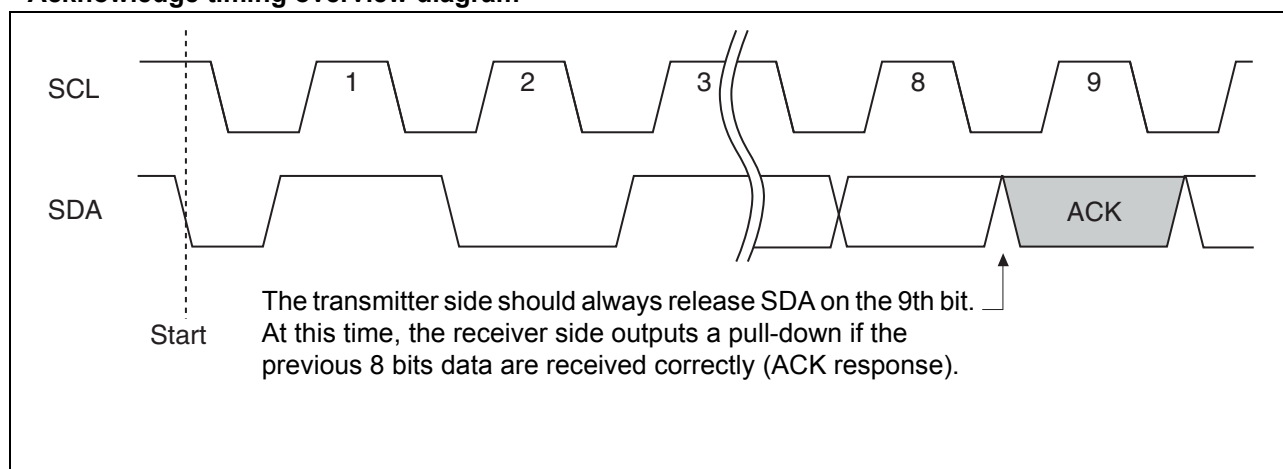 Acknowledge timing overview diagram
SCL
1
2
3
8
9
SDA
ACK
Start
The transmitter side should always release SDA on the 9th bit.
At this time, the receiver side outputs a pull-down if the
previous 8 bits data are received correctly (ACK response).